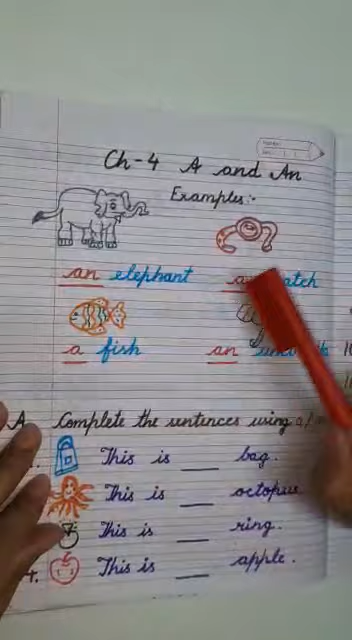 Ch-4 A and An
Examples:-
an elephant
a fish an
A. Complete the sentences using a/
This is ___ bag.
This is ___ octopus
This is ___ ring.
4. This is ___ apple.